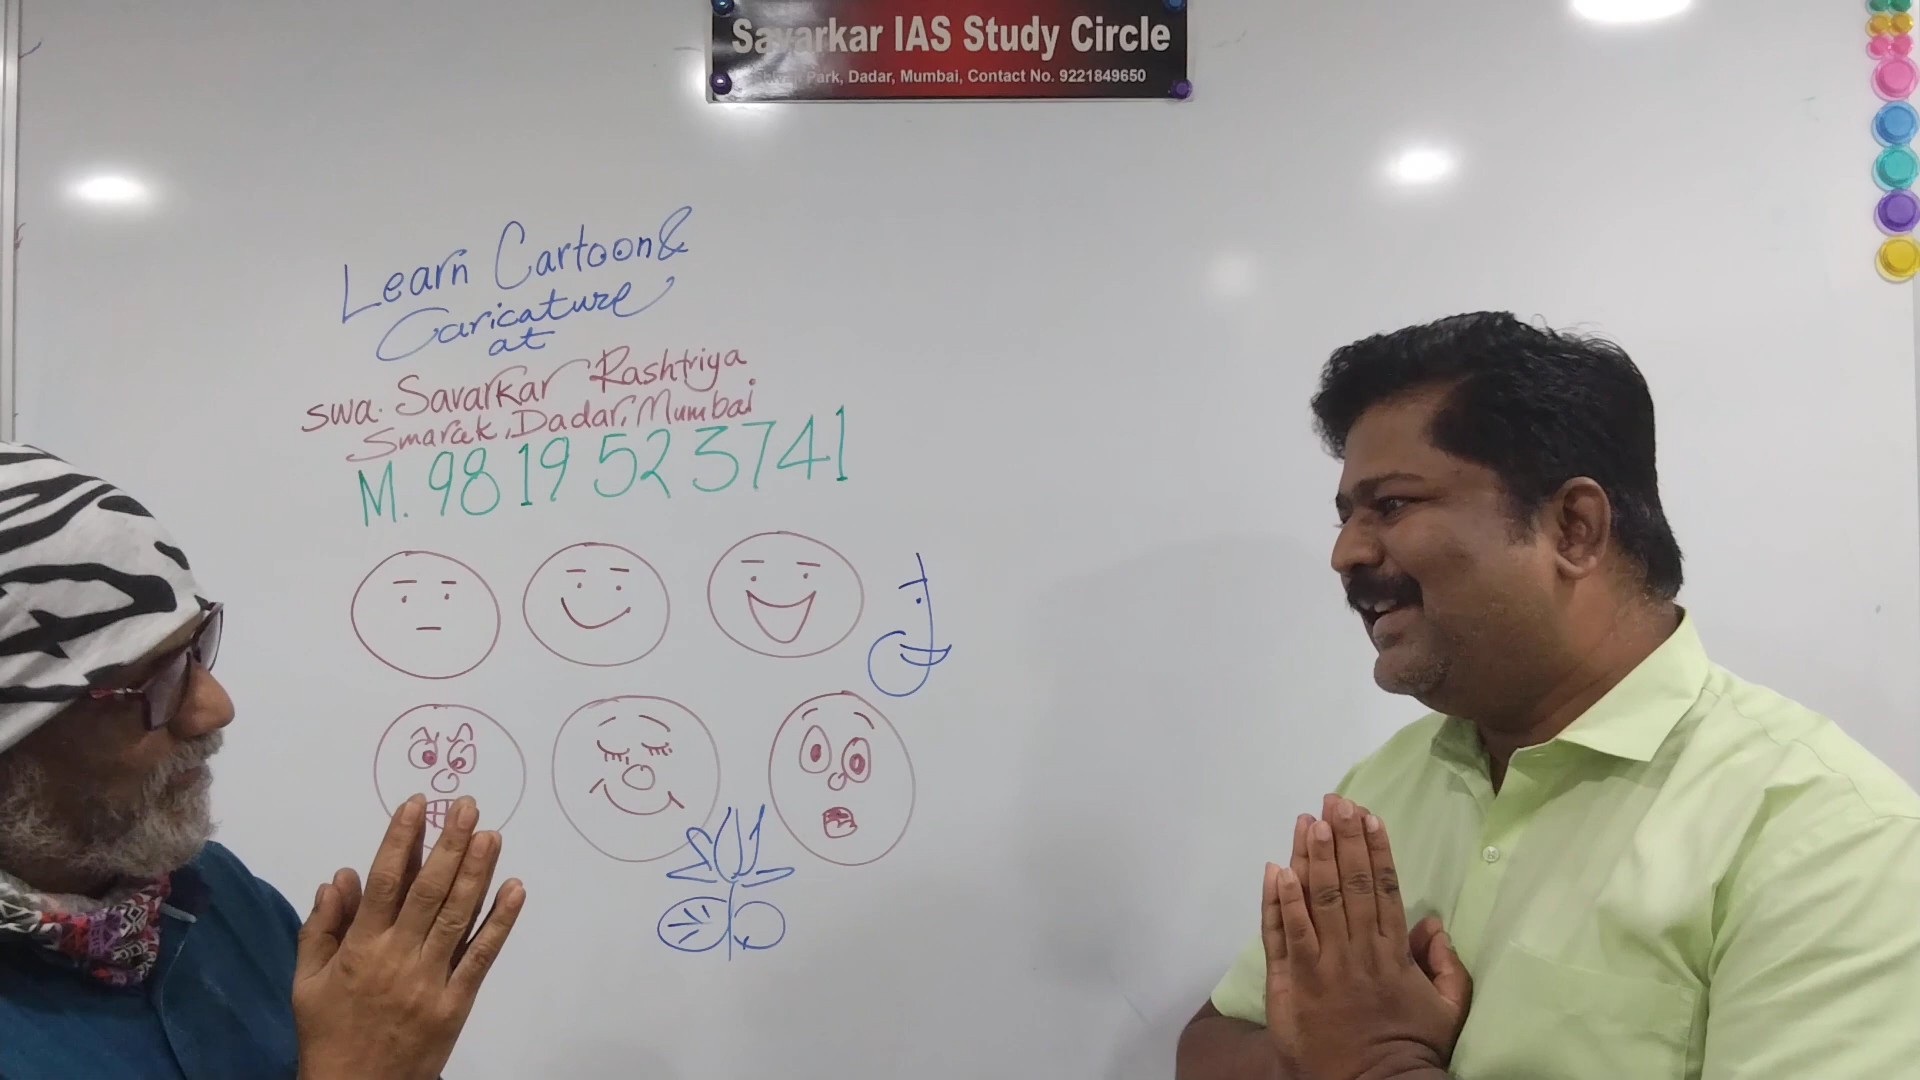 Savarkar IAS Study Circle
Park, Dadar, Mumbai, Contact No. 9221849650
Learn Cartoon &
Caricature
at
swa. Savarkar Rashtriya
Smarak, Dadar, Mumbai
M. 9819523741